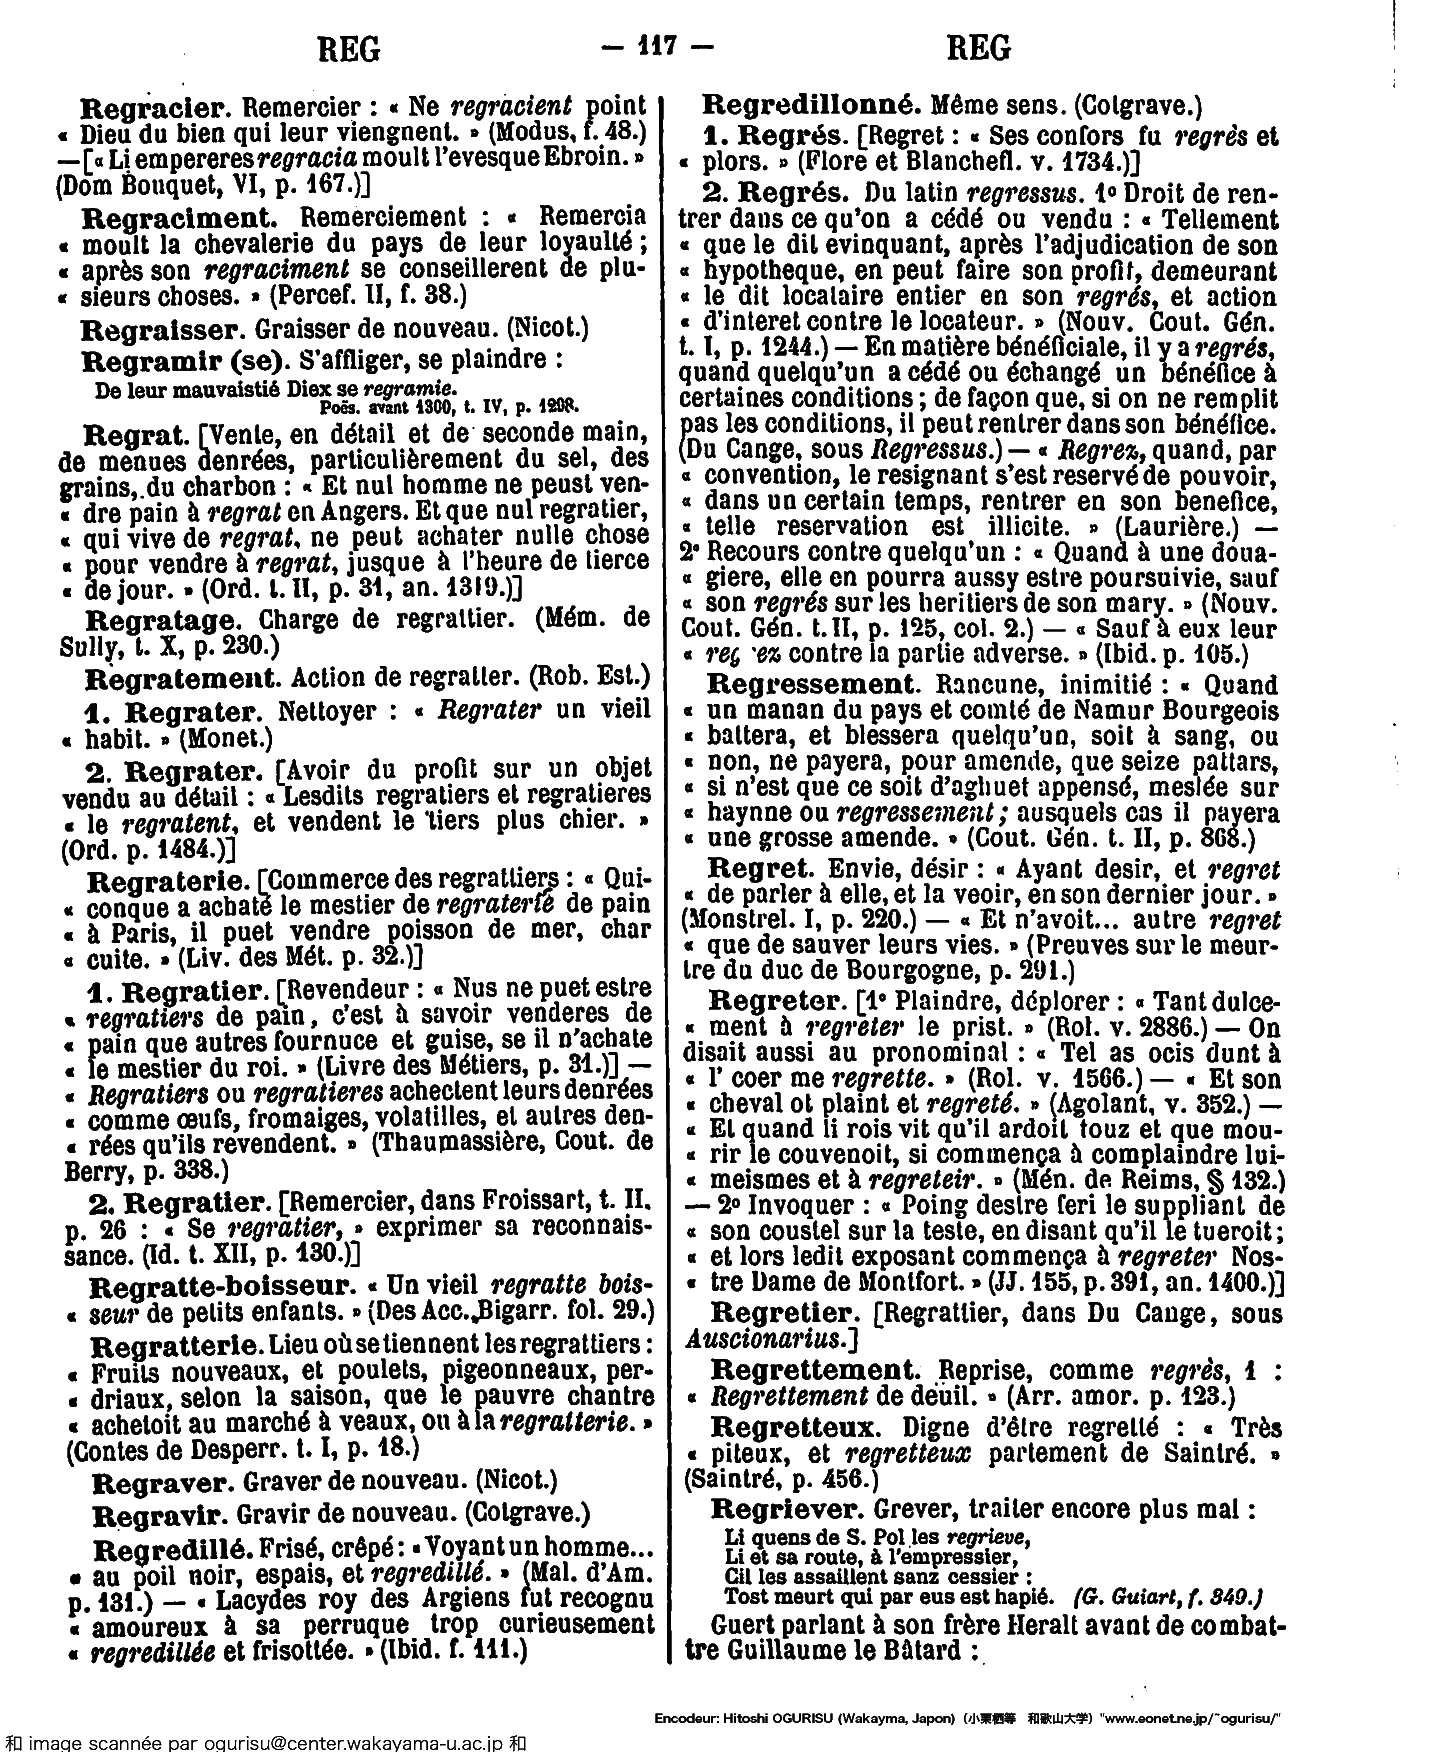 REG — 117 — REG
Regracier. Remercier : « Ne regracient point
« Dieu du bien qui leur viengnent. » (Modus, f. 48.)
— [« Li empereres regracia moult l'evesque Ebroin. »
(Dom Bouquet, VI, p. 167.)]
Regraciment. Remerciement : « Remercia
« moult la chevalerie du pays de leur loyaulté ;
« après son regraciment se conseillerent de plu-
« sieurs choses. » (Percef. II, f. 38.)
Regraisser. Graisser de nouveau. (Nicot.)
Regramir (se). S'affliger, se plaindre :
De leur mauvaistié Diex se regramie.
Poës. avant 1300, t. IV, p. 1298.
Regrat. [Vente, en détail et de seconde main,
de menues denrées, particulièrement du sel, des
grains, du charbon : « Et nul homme ne peust ven-
« dre pain à regrat en Angers. Et que nul regratier,
« qui vive de regrat, ne peut achater nulle chose
« pour vendre à regrat, jusque à l'heure de tierce
« de jour. » (Ord. t. II, p. 31, an. 1319.)]
Regratage. Charge de regrattier. (Mém. de
Sully, t. X, p. 230.)
Regratement. Action de regratter. (Rob. Est.)
1. Regrater. Nettoyer : « Regrater un vieil
« habit. » (Monet.)
2. Regrater. [Avoir du profit sur un objet
vendu au détail : « Lesdits regratiers et regratieres
« le regratent, et vendent le tiers plus chier. »
(Ord. p. 1484.)]
Regraterie. [Commerce des regrattiers : « Qui-
« conque a achaté le mestier de regraterie de pain
« à Paris, il puet vendre poisson de mer, char
« cuite. » (Liv. des Mét. p. 32.)]
1. Regratier. [Revendeur : « Nus ne puet estre
« regratiers de pain, c'est à savoir venderes de
« pain que autres fournuce et guise, se il n'achate
« le mestier du roi. » (Livre des Métiers, p. 31.)] —
« Regratiers ou regratieres achectent leurs denrées
« comme œufs, fromaiges, volatilles, et autres den-
« rées qu'ils revendent. » (Thaumassière, Cout. de
Berry, p. 338.)
2. Regratier. [Remercier, dans Froissart, t. II.
p. 26 : « Se regratier, » exprimer sa reconnais-
sance. (Id. t. XII, p. 130.)]
Regratte-boisseur. « Un vieil regratte bois-
« seur de petits enfants. » (Des Acc. Bigarr. fol. 29.)
Regratterie. Lieu où se tiennent les regrattiers :
« Fruits nouveaux, et poulets, pigeonneaux, per-
« driaux, selon la saison, que le pauvre chantre
« achetoit au marché à veaux, ou à la regratterie. »
(Contes de Desperr. t. I, p. 18.)
Regraver. Graver de nouveau. (Nicot.)
Regravir. Gravir de nouveau. (Colgrave.)
Regredillé. Frisé, crêpé : « Voyant un homme...
« au poil noir, espais, et regredillé. » (Mal. d'Am.
p. 131.) — « Lacydes roy des Argiens fut recognu
« amoureux à sa perruque trop curieusement
« regredillée et frisottée. » (Ibid. f. 111.)
Regredillonné. Même sens. (Cotgrave.)
1. Regrés. [Regret : « Ses confors fu regrès et
« plors. » (Flore et Blanchefl. v. 1734.)]
2. Regrés. Du latin regressus. 1º Droit de ren-
trer dans ce qu'on a cédé ou vendu : « Tellement
« que le dit evinquant, après l'adjudication de son
« hypotheque, en peut faire son profit, demeurant
« le dit locataire entier en son regrés, et action
« d'interet contre le locateur. » (Nouv. Cout. Gén.
t. I, p. 1244.) — En matière bénéficiale, il y a regrés,
quand quelqu'un a cédé ou échangé un bénéfice à
certaines conditions ; de façon que, si on ne remplit
pas les conditions, il peut rentrer dans son bénéfice.
(Du Cange, sous Regressus.) — « Regrez, quand, par
« convention, le resignant s'est reservé de pouvoir,
« dans un certain temps, rentrer en son benefice,
« telle reservation est illicite. » (Laurière.) —
2º Recours contre quelqu'un : « Quand à une doua-
« giere, elle en pourra aussy estre poursuivie, sauf
« son regrés sur les heritiers de son mary. » (Nouv.
Cout. Gén. t. II, p. 125, col. 2.) — « Sauf à eux leur
« regrez contre la partie adverse. » (Ibid. p. 105.)
Regressement. Rancune, inimitié : « Quand
« un manan du pays et comté de Namur Bourgeois
« battera, et blessera quelqu'un, soit à sang, ou
« non, ne payera, pour amende, que seize pattars,
« si n'est que ce soit d'aghuet appensé, meslée sur
« haynne ou regressement ; ausquels cas il payera
« une grosse amende. » (Cout. Gén. t. II, p. 868.)
Regret. Envie, désir : « Ayant desir, et regret
« de parler à elle, et la veoir, en son dernier jour. »
(Monstrel. I, p. 220.) — « Et n'avoit... autre regret
« que de sauver leurs vies. » (Preuves sur le meur-
tre du duc de Bourgogne, p. 291.)
Regreter. [1º Plaindre, déplorer : « Tant dulce-
« ment à regreter le prist. » (Rol. v. 2886.) — On
disait aussi au pronominal : « Tel as ocis dunt à
« l' coer me regrette. » (Rol. v. 1566.) — « Et son
« cheval ot plaint et regreté. » (Agolant, v. 352.) —
« Et quand li rois vit qu'il ardoit touz et que mou-
« rir le couvenoit, si commença à complaindre lui-
« meismes et à regreteir. » (Mén. de Reims, § 132.)
— 2º Invoquer : « Poing destre feri le suppliant de
« son coustel sur la teste, en disant qu'il le tueroit ;
« et lors ledit exposant commença à regreter Nos-
« tre Dame de Montfort. » (JJ. 155, p. 391, an. 1400.)]
Regretier. [Regrattier, dans Du Cange, sous
Auscionarius.]
Regrettement. Reprise, comme regrès, 1 :
« Regrettement de deuil. » (Arr. amor. p. 123.)
Regretteux. Digne d'être regretté : « Très
« piteux, et regretteux partement de Saintré. »
(Saintré, p. 456.)
Regriever. Grever, traiter encore plus mal :
Li quens de S. Pol les regrieve,
Li et sa route, à l'empressier,
Cil les assaillent sanz cessier :
Tost meurt qui par eus est hapié. (G. Guiart, f. 349.)
Guert parlant à son frère Heralt avant de combat-
tre Guillaume le Bâtard :
Encodeur: Hitoshi OGURISU (Wakayma, Japon) (小栗栖等 和歌山大学) "www.eonet.ne.jp/~ogurisu/"
和 image scannée par ogurisu@center.wakayama-u.ac.jp 和